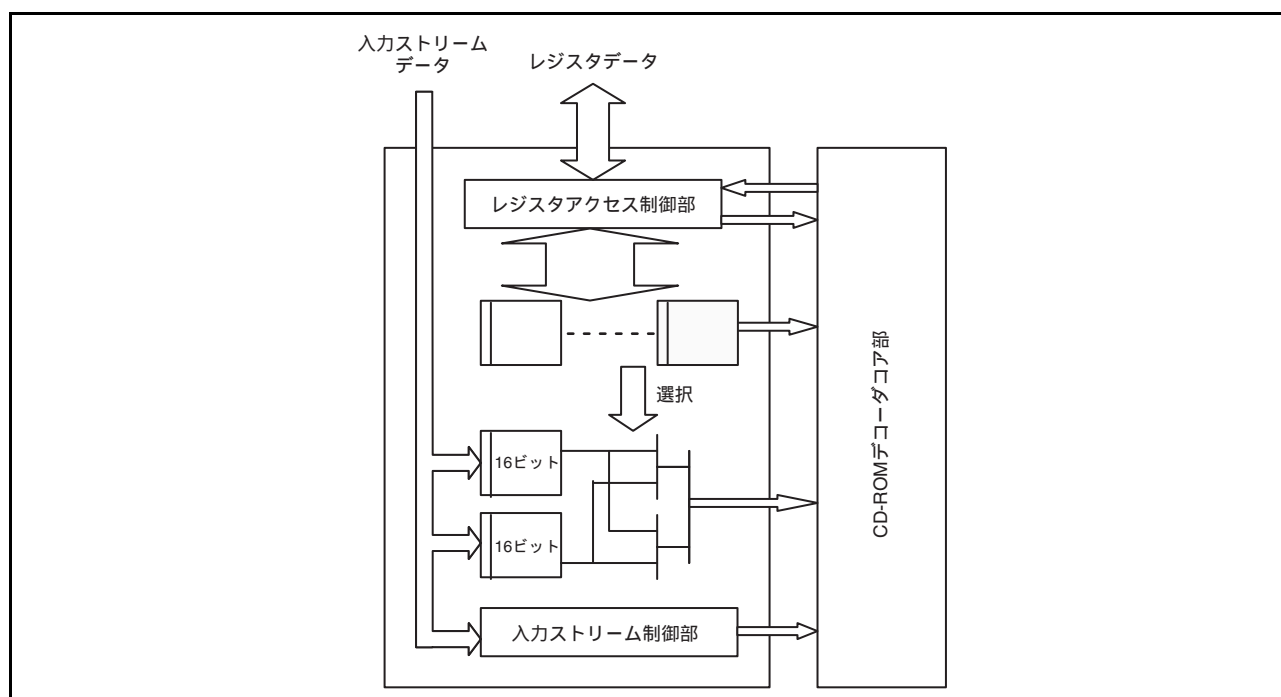 入力ストリーム
データ
レジスタデータ
レジスタアクセス制御部
選択
16ビット
16ビット
入力ストリーム制御部
CD-ROMデコーダコア部